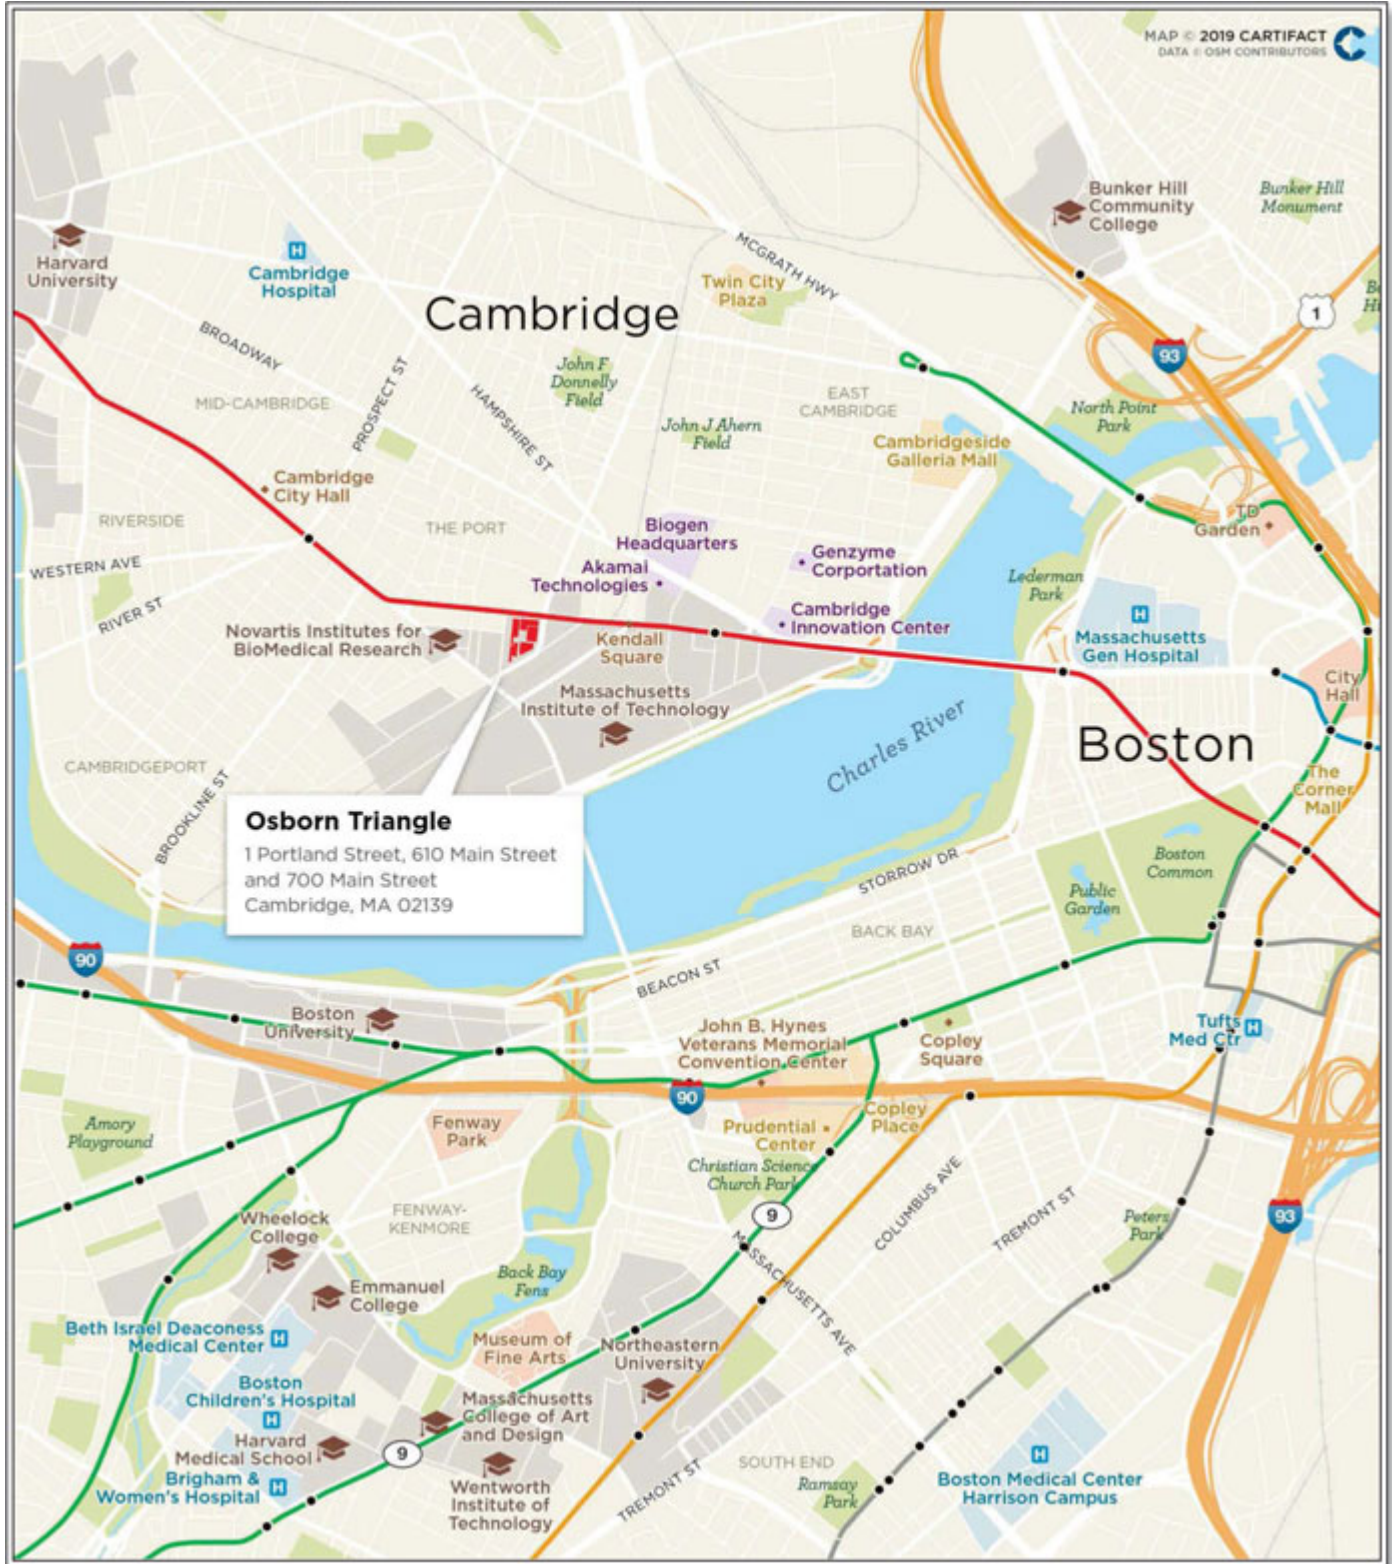 MAP © 2019 CARTIFACT
DATA © OSM CONTRIBUTORS
Bunker Hill
Community
College
Bunker Hill
Monument
Harvard
University
H
Cambridge
Hospital
MCGRATH HWY
Twin City
Plaza
Cambridge
1
BROADWAY
93
John F
Donnelly
Field
PROSPECT ST
HAMPSHIRE ST
MID-CAMBRIDGE
EAST
CAMBRIDGE
North Point
Park
John J Ahern
Field
Cambridgeside
Galleria Mall
Cambridge
City Hall
RIVERSIDE
THE PORT
TD
Garden
Biogen
Headquarters
Genzyme
Corportation
WESTERN AVE
Akamai
Technologies
Lederman
Park
RIVER ST
H
Massachusetts
Gen Hospital
Cambridge
Innovation Center
Novartis Institutes for
BioMedical Research
Kendall
Square
City
Hall
Massachusetts
Institute of Technology
Charles River
Boston
CAMBRIDGEPORT
The
Corner
Mall
BROOKLINE ST
Osborn Triangle
1 Portland Street, 610 Main Street
and 700 Main Street
Cambridge, MA 02139
STORROW DR
Boston
Common
Public
Garden
BACK BAY
90
BEACON ST
Boston
University
John B. Hynes
Veterans Memorial
Convention Center
Copley
Square
Tufts
Med Ctr
H
90
Amory
Playground
Fenway
Park
Prudential
Center
Copley
Place
Christian Science
Church Park
COLUMBUS AVE
TREMONT ST
9
Peters
Park
93
FENWAY-
KENMORE
Wheelock
College
MASSACHUSETTS AVE
Back Bay
Fens
Emmanuel
College
Beth Israel Deaconess
Medical Center
H
Museum of
Fine Arts
Northeastern
University
Boston
Children's Hospital
H
Massachusetts
College of Art
and Design
Harvard
Medical School
9
Brigham &
Women's Hospital
H
Wentworth
Institute of
Technology
TREMONT ST
SOUTH END
Ramsay
Park
H
Boston Medical Center
Harrison Campus